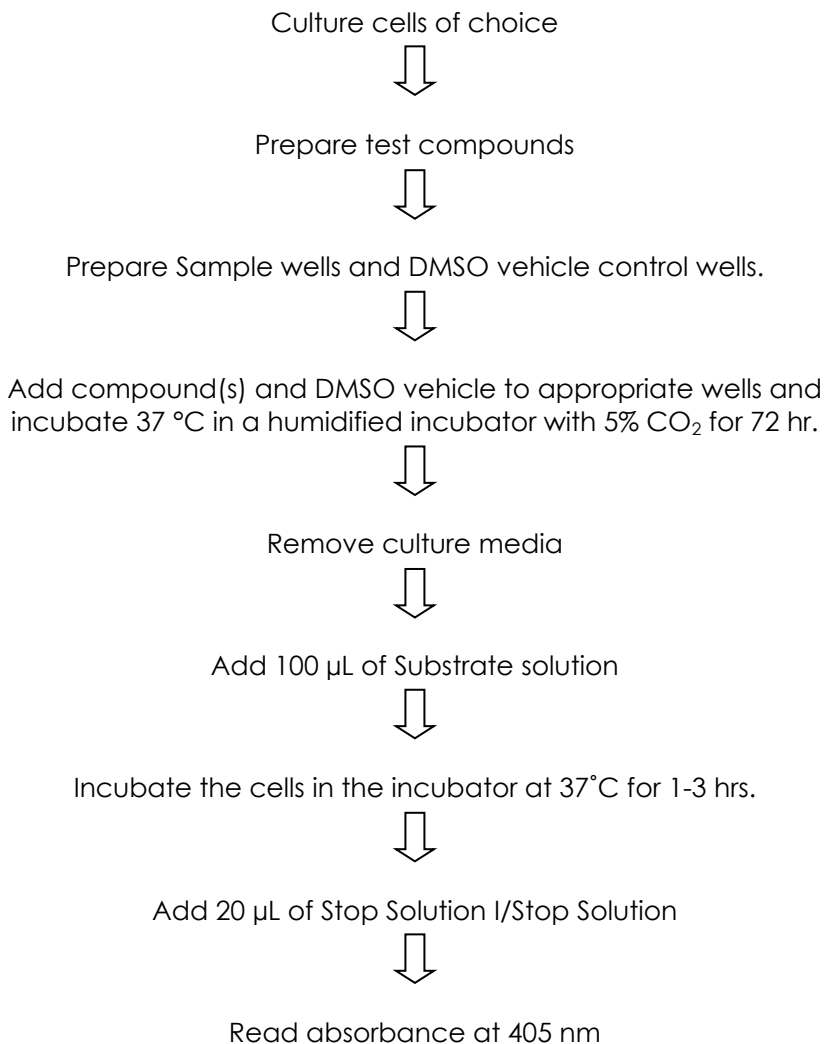 Culture cells of choice
Prepare test compounds
Prepare Sample wells and DMSO vehicle control wells.
Add compound(s) and DMSO vehicle to appropriate wells and
incubate 37 °C in a humidified incubator with 5% CO₂ for 72 hr.
Remove culture media
Add 100 µL of Substrate solution
Incubate the cells in the incubator at 37˚C for 1-3 hrs.
Add 20 µL of Stop Solution I/Stop Solution
Read absorbance at 405 nm